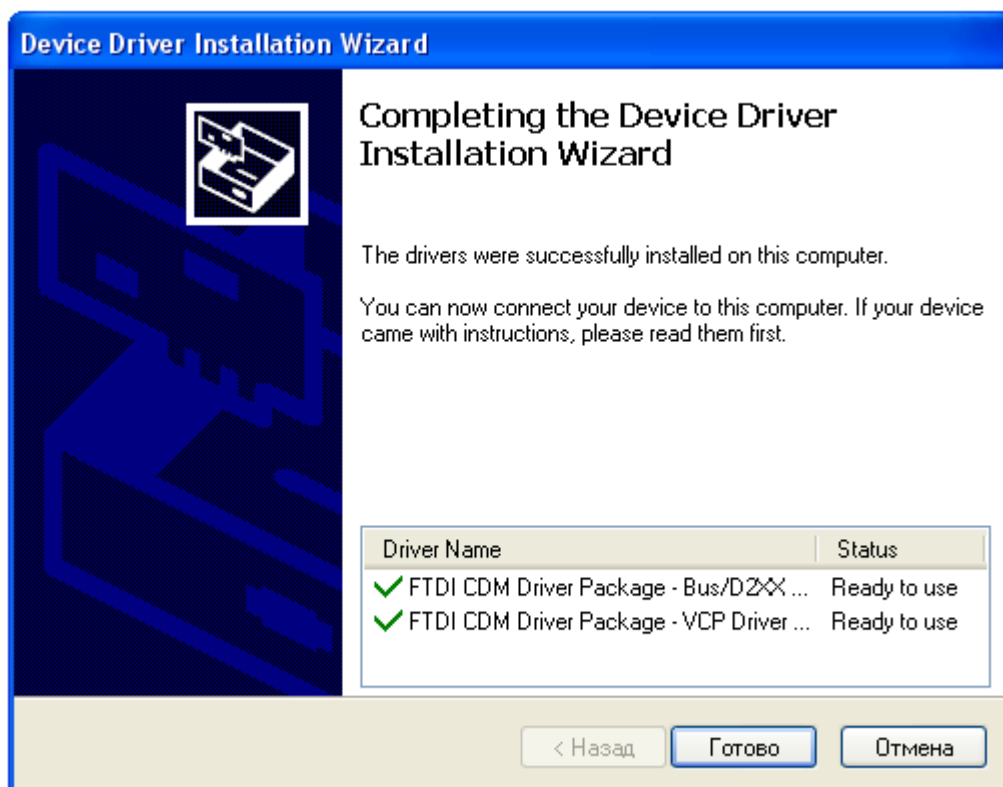 Device Driver Installation Wizard
Completing the Device Driver
Installation Wizard
The drivers were successfully installed on this computer.
You can now connect your device to this computer. If your device
came with instructions, please read them first.
Driver Name Status
FTDI CDM Driver Package - Bus/D2XX ... Ready to use
FTDI CDM Driver Package - VCP Driver ... Ready to use
< Назад Готово Отмена